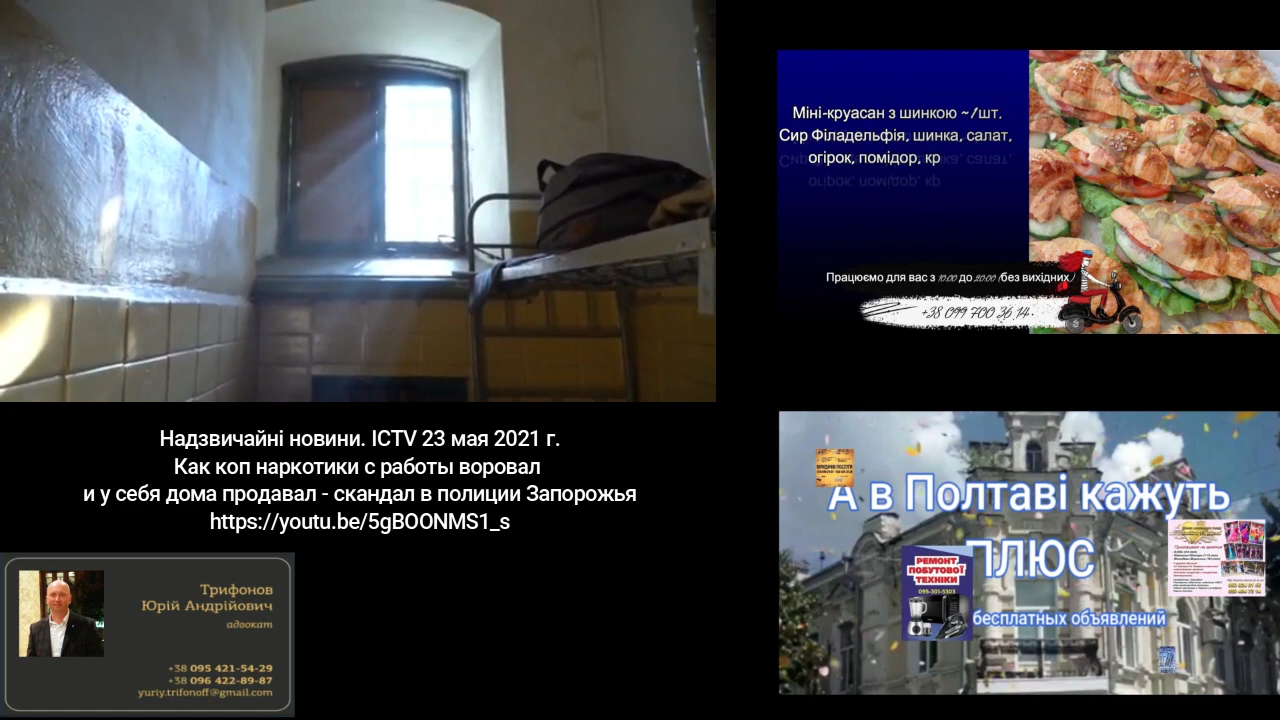 Міні-круасан з шинкою ~/шт.
Сир Філадельфія, шинка, салат,
огірок, помідор, кр
Працюємо для вас з 10.00 до 20.00 (без вихідних)
+38 099 700 36 14
Надзвичайні новини. ICTV 23 мая 2021 г.
Как коп наркотики с работы воровал
и у себя дома продавал - скандал в полиции Запорожья
https://youtu.be/5gBOONMS1_s
Трифонов
Юрій Андрійович
адвокат
+38 095 421-54-29
+38 096 422-89-87
yuriy.trifonoff@gmail.com
А в Полтаві кажуть
ПЛЮС
бесплатных объявлений
РЕМОНТ
ПОБУТОВОЇ
ТЕХНІКИ
095-301-5303